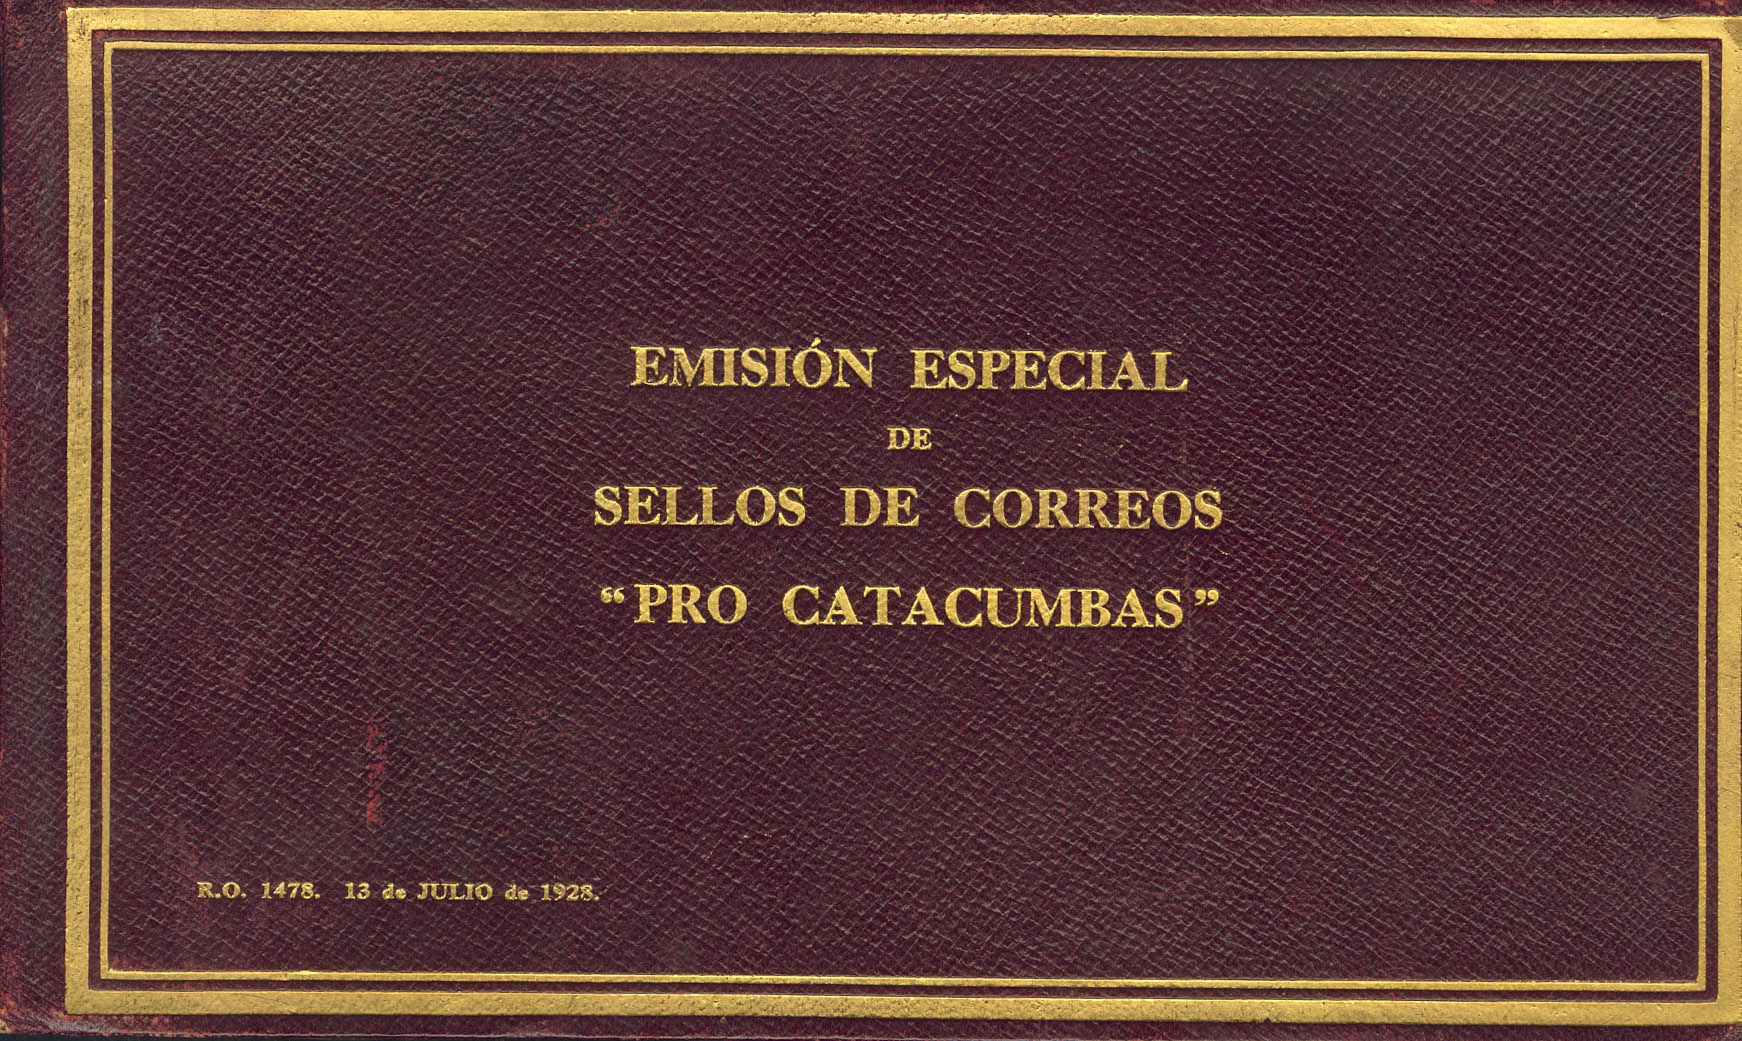 EMISIÓN ESPECIAL
DE
SELLOS DE CORREOS
“PRO CATACUMBAS”
R.O. 1478. 13 de JULIO de 1928.